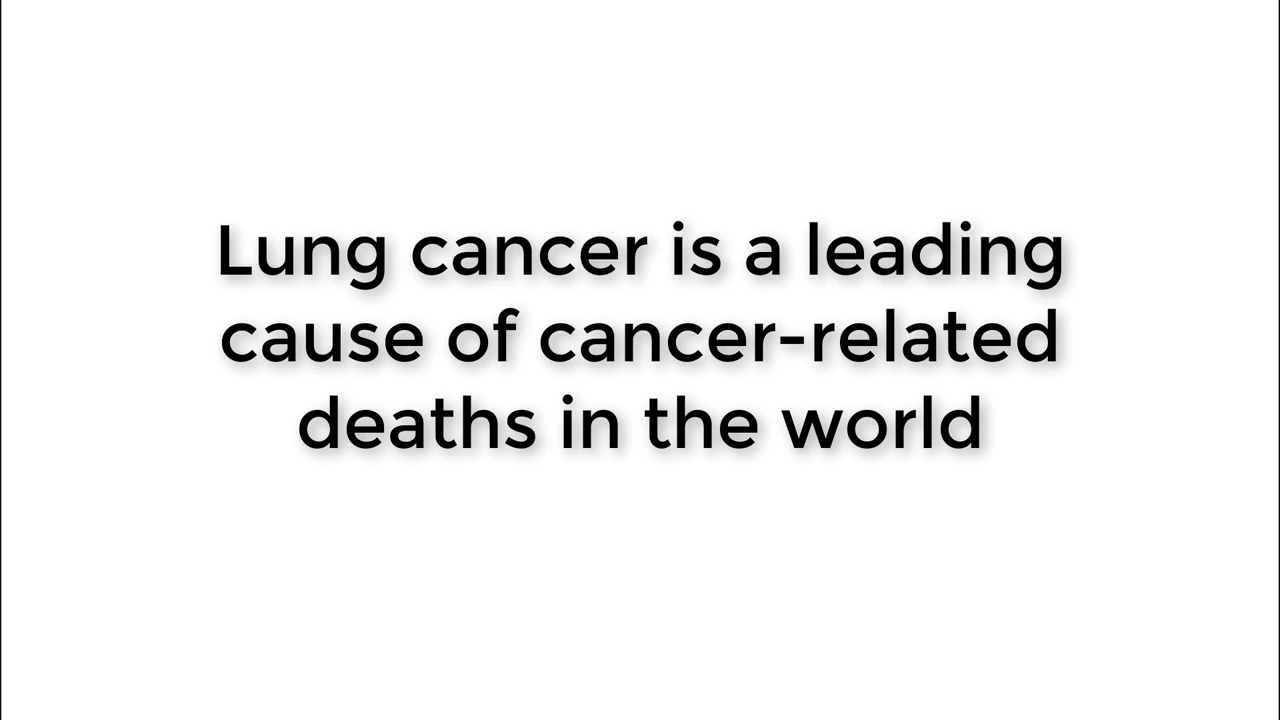 Lung cancer is a leading
cause of cancer-related
deaths in the world